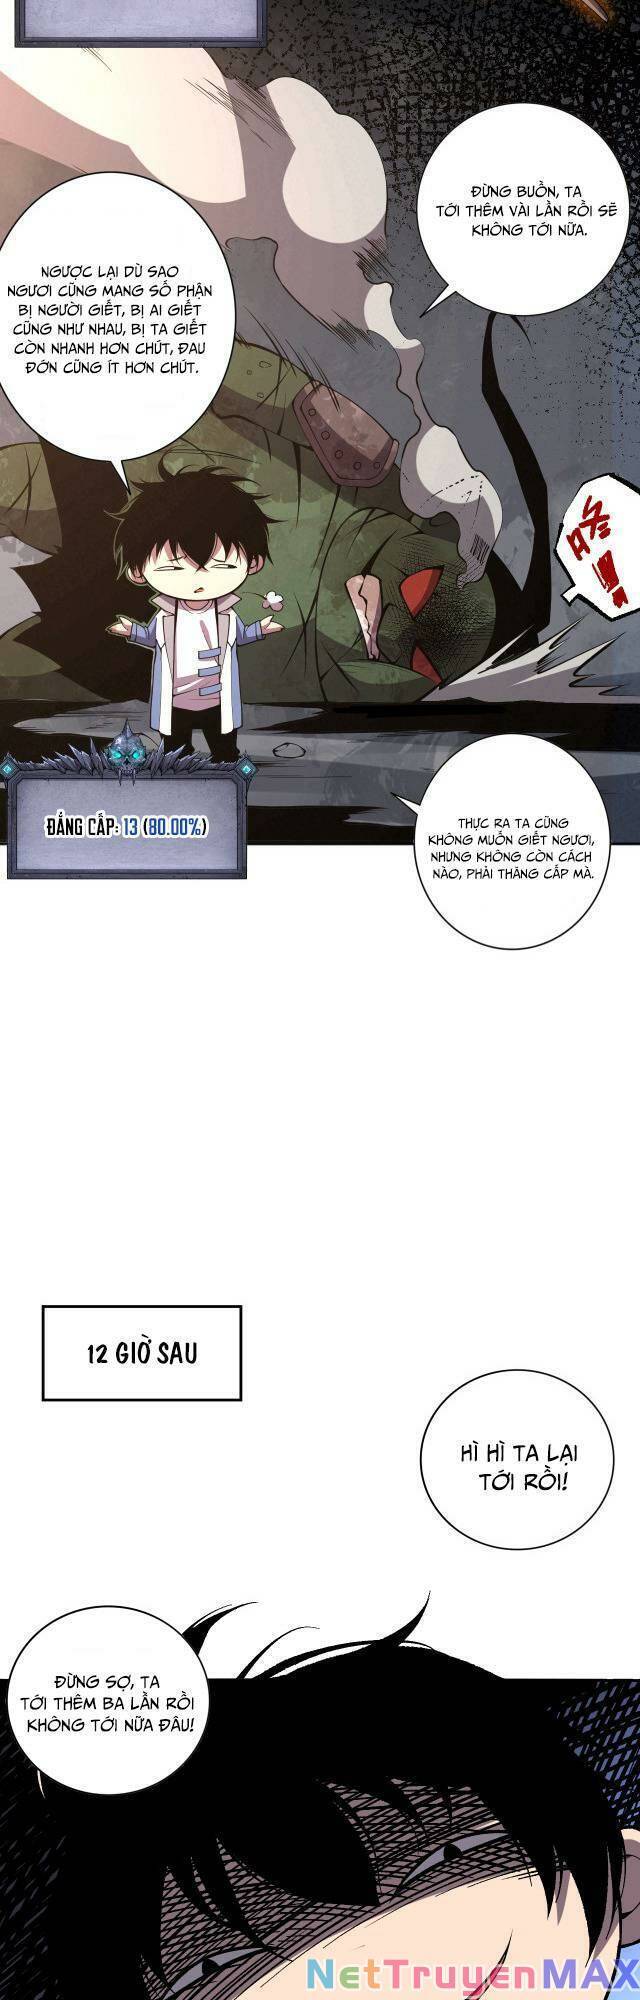 ĐỪNG BUỒN, TA
TỚI THÊM VÀI LẦN RỒI SẼ
KHÔNG TỚI NỮA.
NGƯỢC LẠI DÙ SAO
NGƯƠI CŨNG MANG SỐ PHẬN
BỊ NGƯỜI GIẾT, BỊ AI GIẾT
CŨNG NHƯ NHAU, BỊ TA GIẾT
CÒN NHANH HƠN CHÚT, ĐAU
ĐỚN CŨNG ÍT HƠN CHÚT.
咚!
ĐẲNG CẤP: 13 (80.00%)
THỰC RA TA CŨNG
KHÔNG MUỐN GIẾT NGƯƠI,
NHƯNG KHÔNG CÒN CÁCH
NÀO, PHẢI THĂNG CẤP MÀ.
12 GIỜ SAU
HÌ HÌ TA LẠI
TỚI RỒI!
ĐỪNG SỢ, TA
TỚI THÊM BA LẦN RỒI
KHÔNG TỚI NỮA ĐÂU!
NETTRUYENMAX